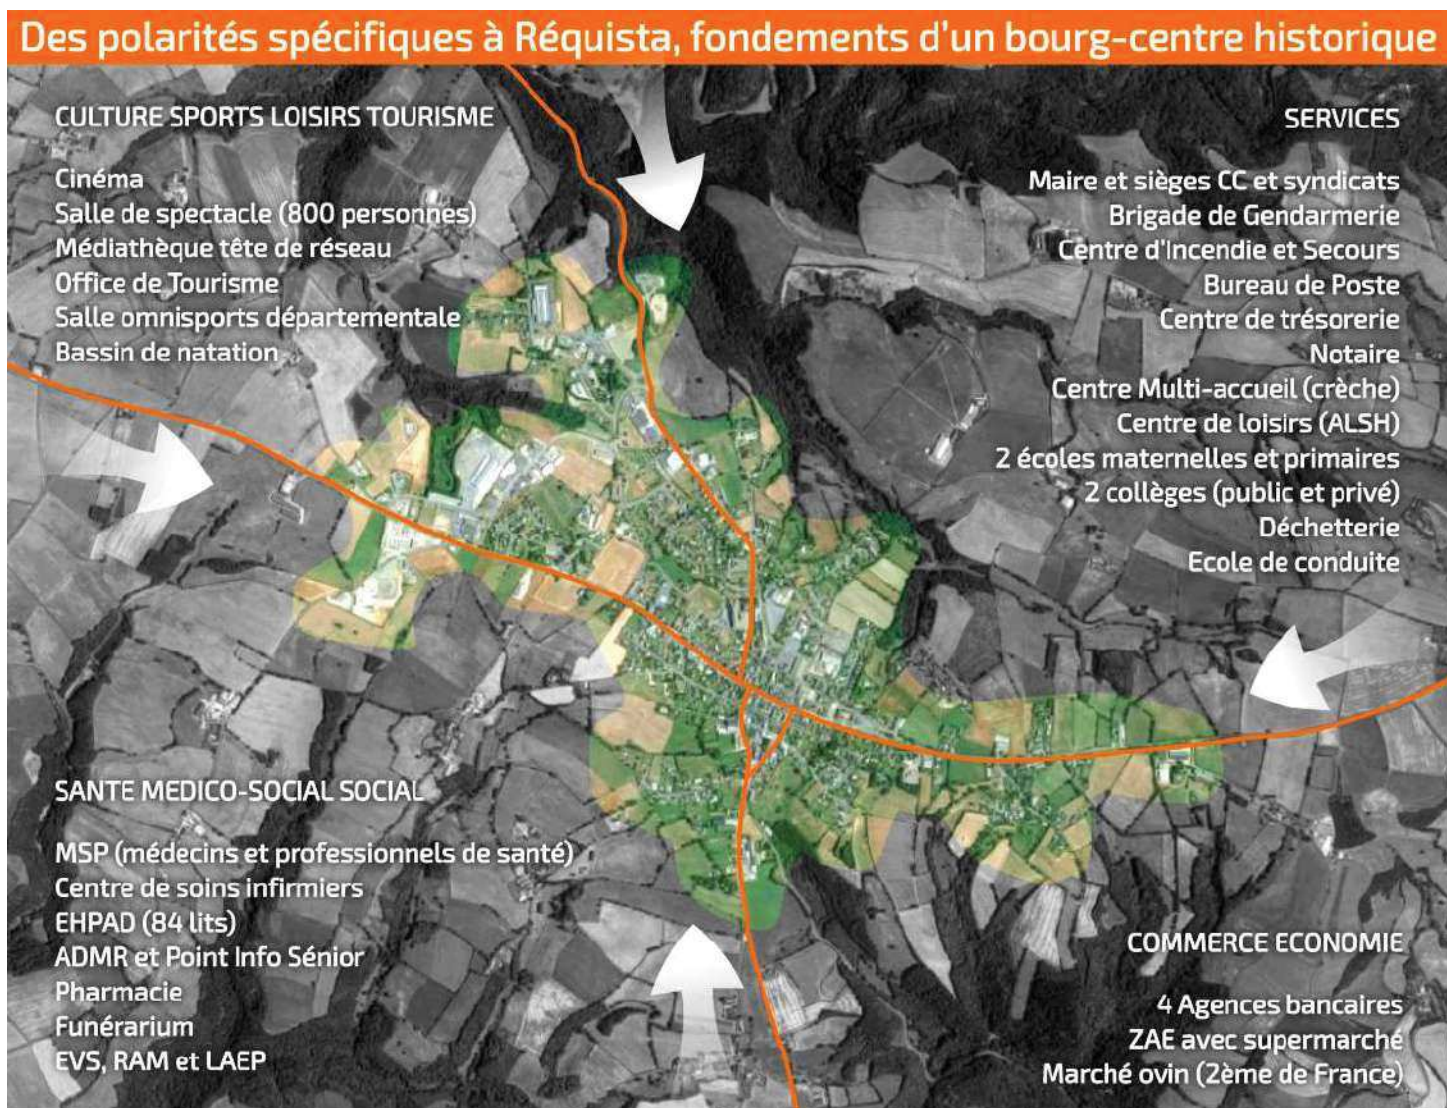 Des polarités spécifiques à Réquista, fondements d'un bourg-centre historique
CULTURE SPORTS LOISIRS TOURISME
Cinéma
Salle de spectacle (800 personnes)
Médiathèque tête de réseau
Office de Tourisme
Salle omnisports départementale
Bassin de natation
SERVICES
Maire et sièges CC et syndicats
Brigade de Gendarmerie
Centre d'Incendie et Secours
Bureau de Poste
Centre de trésorerie
Notaire
Centre Multi-accueil (crèche)
Centre de loisirs (ALSH)
2 écoles maternelles et primaires
2 collèges (public et privé)
Déchetterie
Ecole de conduite
SANTE MEDICO-SOCIAL SOCIAL
MSP (médecins et professionnels de santé)
Centre de soins infirmiers
EHPAD (84 lits)
ADMR et Point Info Sénior
Pharmacie
Funérarium
EVS, RAM et LAEP
COMMERCE ECONOMIE
4 Agences bancaires
ZAE avec supermarché
Marché ovin (2ème de France)